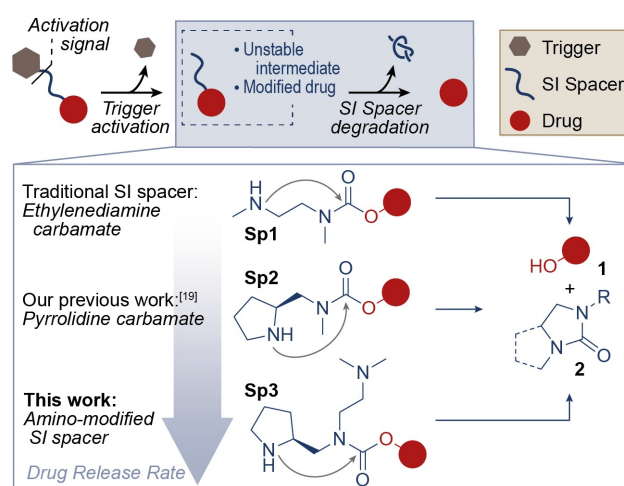 Activation
signal
Trigger
activation
• Unstable
intermediate
• Modified drug
SI Spacer
degradation
Trigger
SI Spacer
Drug
Traditional SI spacer:
Ethylenediamine
carbamate
H
N
N
O
O
Sp1
Our previous work:[19]
Pyrrolidine carbamate
Sp2
NH
N
O
O
This work:
Amino-modified
SI spacer
Sp3
N
N
N
H
O
O
Drug Release Rate
HO
1
+
N
R
N
O
2